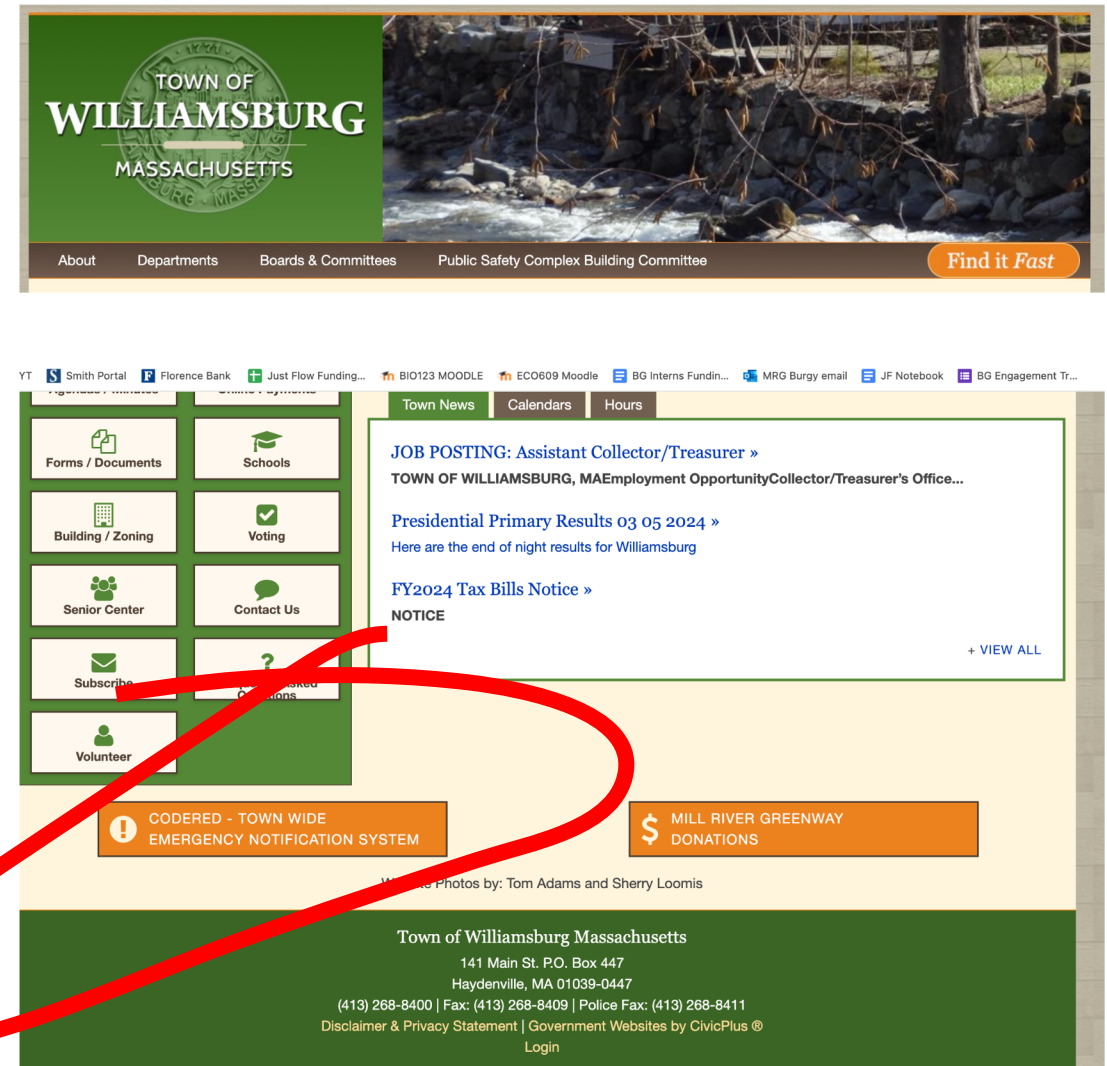 1771
TOWN OF
WILLIAMSBURG
MASSACHUSETTS
About Departments Boards & Committees Public Safety Complex Building Committee Find it Fast
YT Smith Portal Florence Bank Just Flow Funding... BIO123 MOODLE ECO609 Moodle BG Interns Fundin... MRG Burgy email JF Notebook BG Engagement Tr...
Town News Calendars Hours
Forms / Documents
Schools
Building / Zoning
Voting
Senior Center
Contact Us
Subscribe
Volunteer
JOB POSTING: Assistant Collector/Treasurer »
TOWN OF WILLIAMSBURG, MAEmployment OpportunityCollector/Treasurer's Office...
Presidential Primary Results 03 05 2024 »
Here are the end of night results for Williamsburg
FY2024 Tax Bills Notice »
NOTICE
+ VIEW ALL
CODERED - TOWN WIDE
EMERGENCY NOTIFICATION SYSTEM
MILL RIVER GREENWAY
DONATIONS
Photos by: Tom Adams and Sherry Loomis
Town of Williamsburg Massachusetts
141 Main St. P.O. Box 447
Haydenville, MA 01039-0447
(413) 268-8400 | Fax: (413) 268-8409 | Police Fax: (413) 268-8411
Disclaimer & Privacy Statement | Government Websites by CivicPlus ®
Login